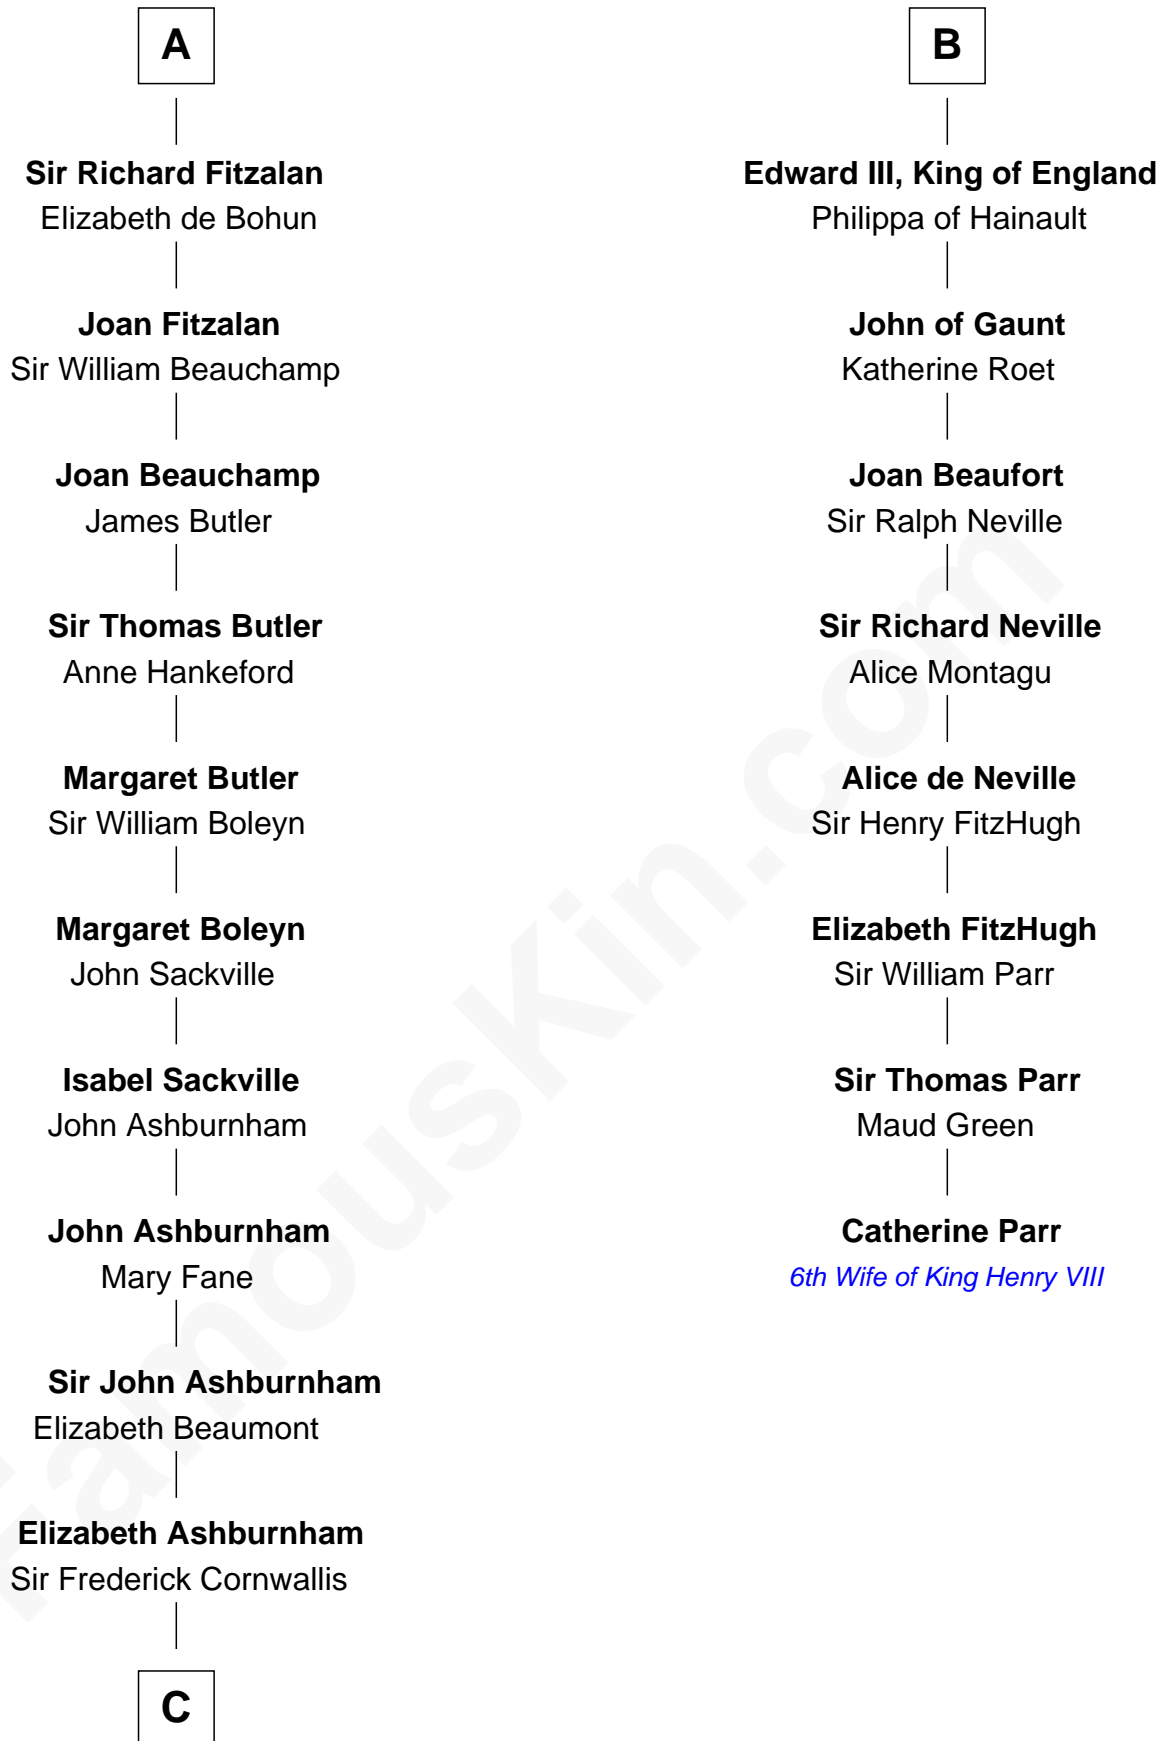 A
Sir Richard Fitzalan
Elizabeth de Bohun
Joan Fitzalan
Sir William Beauchamp
Joan Beauchamp
James Butler
Sir Thomas Butler
Anne Hankeford
Margaret Butler
Sir William Boleyn
Margaret Boleyn
John Sackville
Isabel Sackville
John Ashburnham
John Ashburnham
Mary Fane
Sir John Ashburnham
Elizabeth Beaumont
Elizabeth Ashburnham
Sir Frederick Cornwallis
C
B
Edward III, King of England
Philippa of Hainault
John of Gaunt
Katherine Roet
Joan Beaufort
Sir Ralph Neville
Sir Richard Neville
Alice Montagu
Alice de Neville
Sir Henry FitzHugh
Elizabeth FitzHugh
Sir William Parr
Sir Thomas Parr
Maud Green
Catherine Parr
6th Wife of King Henry VIII
FamousKin.com